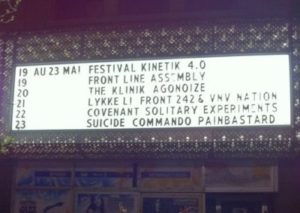 19 AU 23 MAI FESTIVAL KINETIK 4.0
19 FRONT LINE ASSMBLY
20 THE KLINIK AGONOIZE
21 LYKKE LI FRONT 242 & VNV NATION
22 COVENANT SOLITARY EXPERIMENTS
23 SUICIDE COMMANDO PAINBASTARD